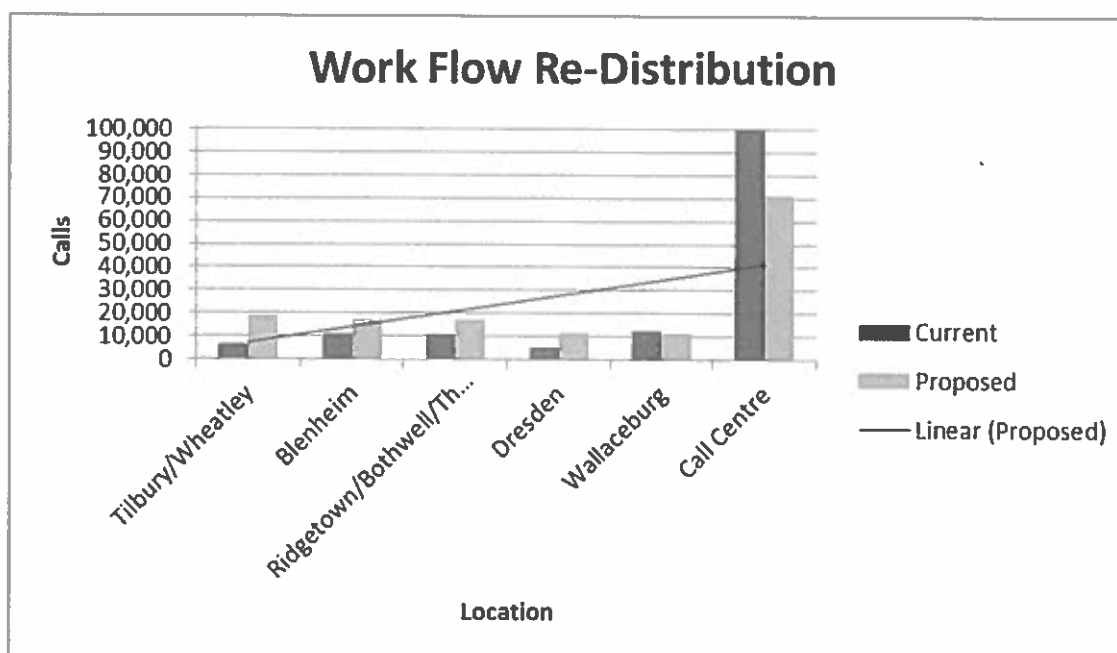 Work Flow Re-Distribution
Calls
100,000
90,000
80,000
70,000
60,000
50,000
40,000
30,000
20,000
10,000
0
Tilbury/Wheatley
Blenheim
Ridgetown/Bothwell/Th...
Dresden
Wallaceburg
Call Centre
Location
Current
Proposed
Linear (Proposed)